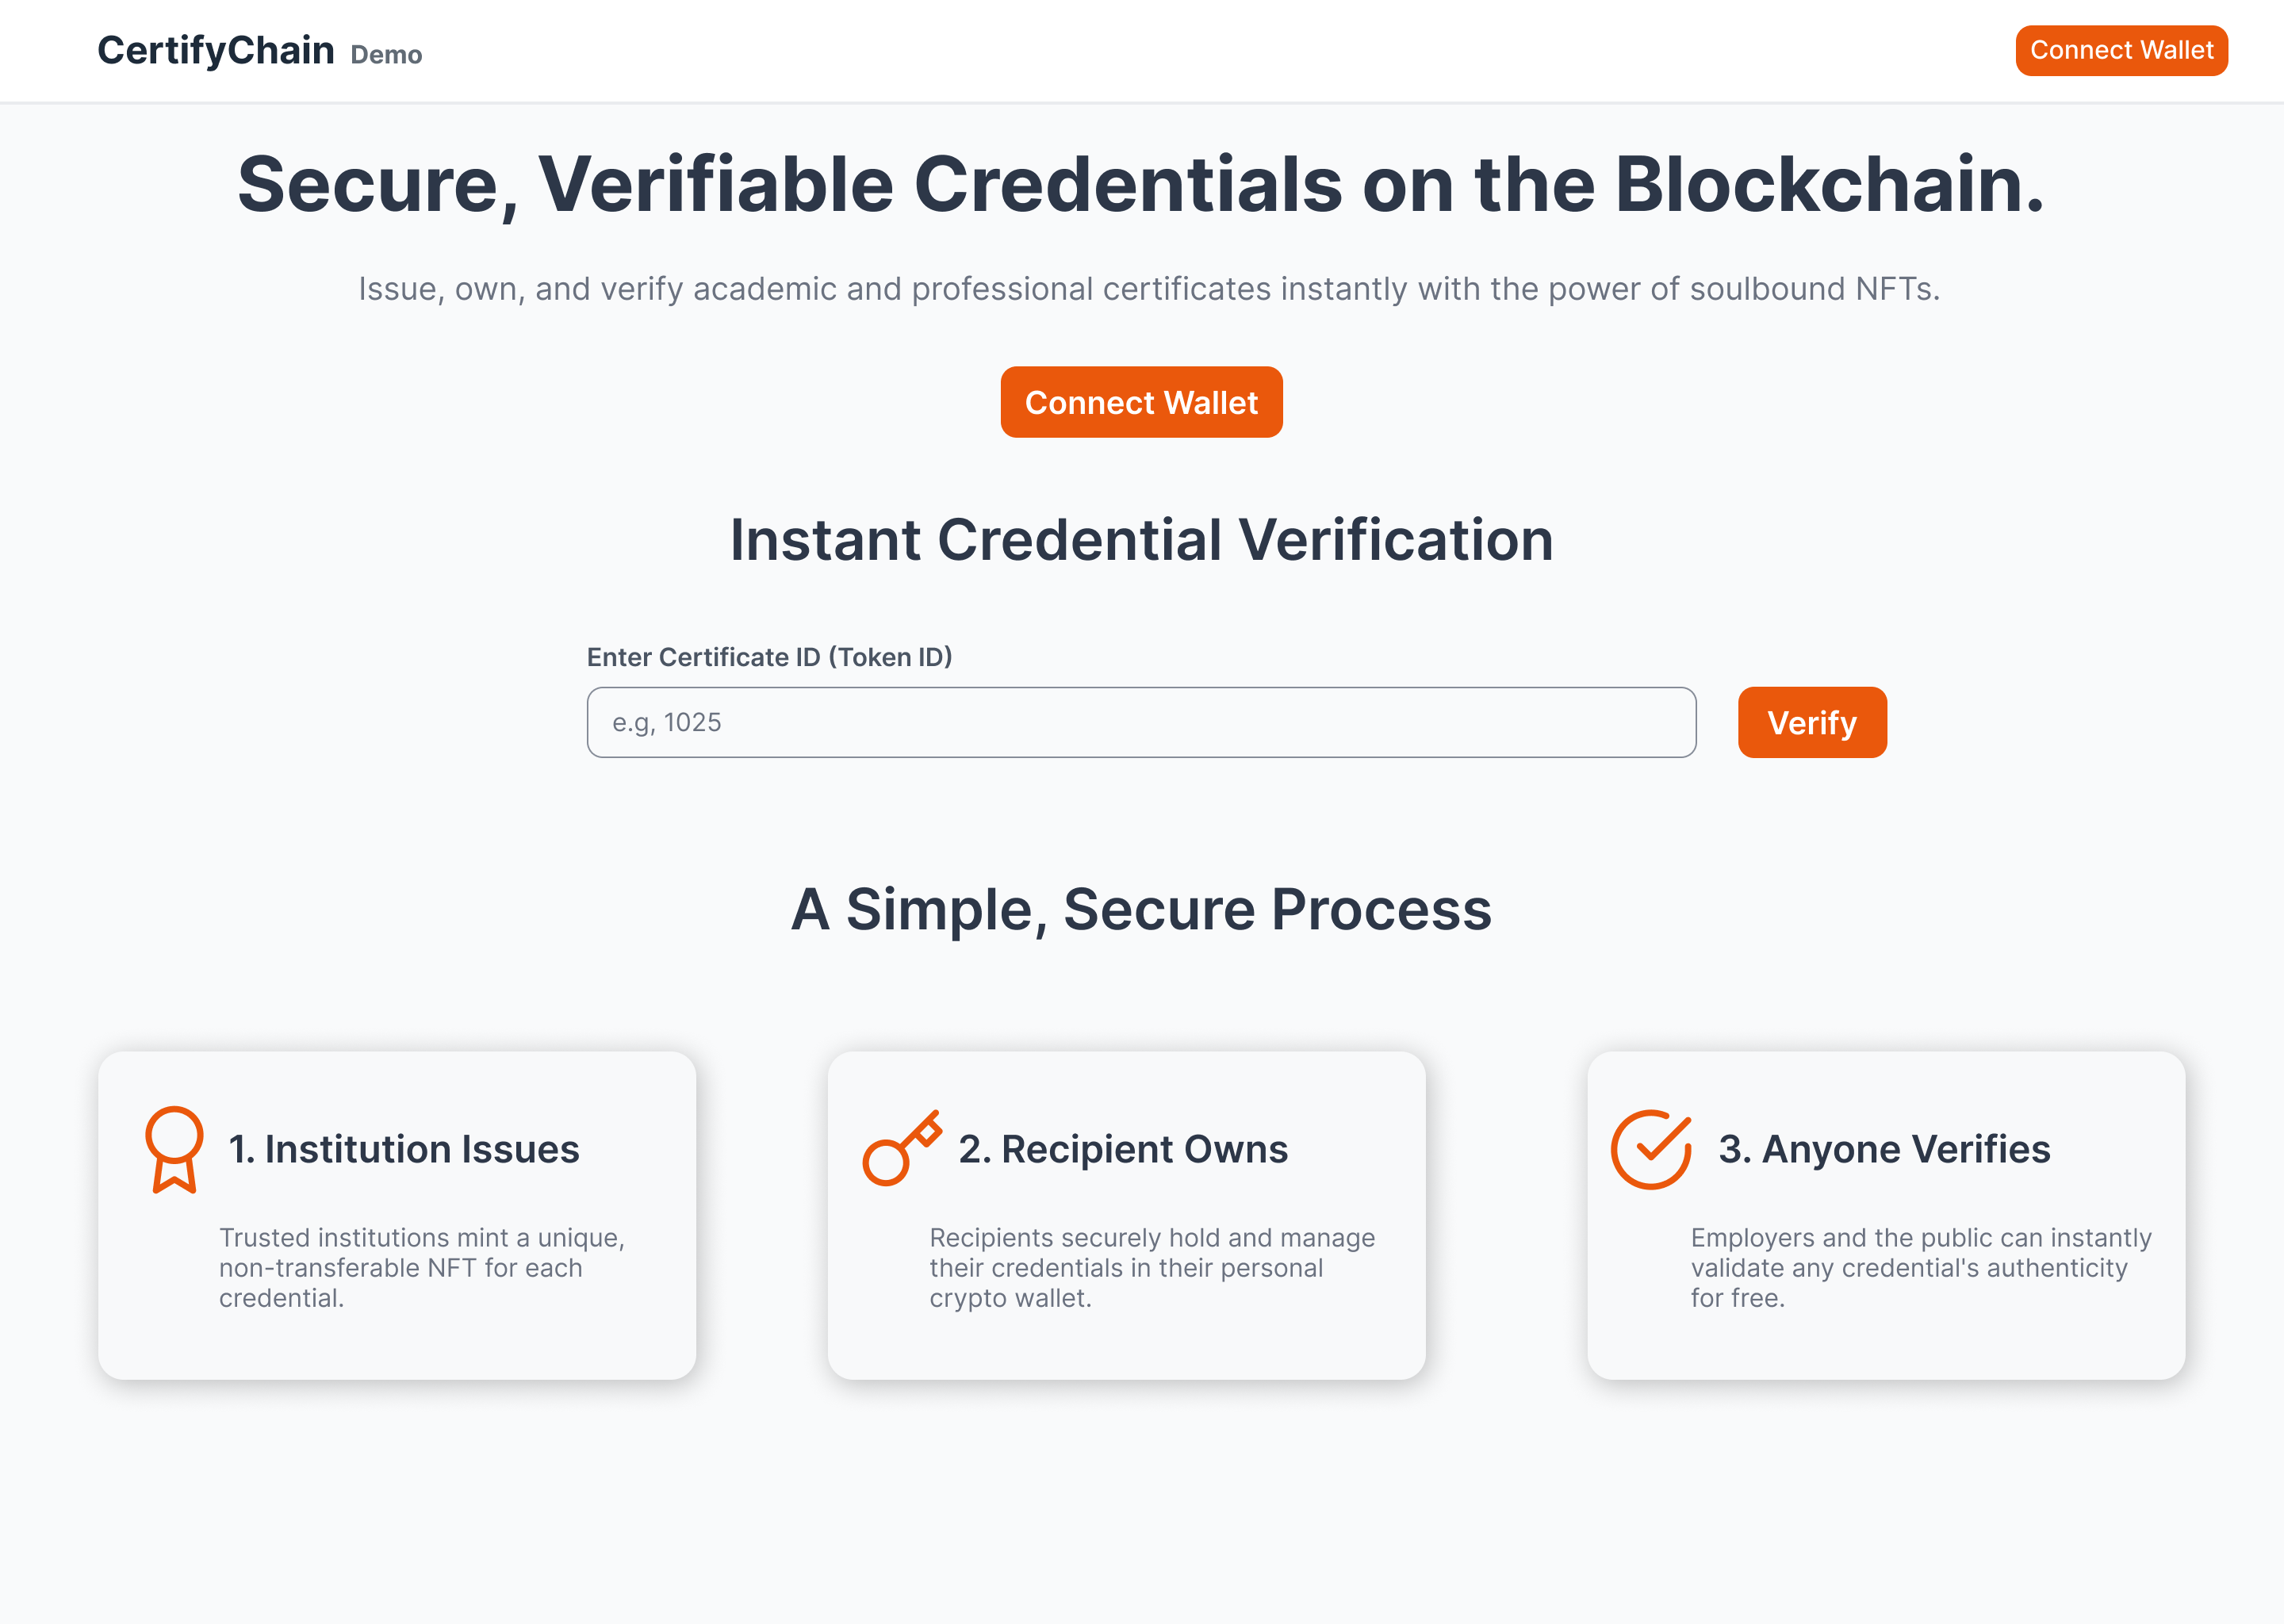 CertifyChain Demo
Connect Wallet
Secure, Verifiable Credentials on the Blockchain.
Issue, own, and verify academic and professional certificates instantly with the power of soulbound NFTs.
Connect Wallet
Instant Credential Verification
Enter Certificate ID (Token ID)
e.g, 1025
Verify
A Simple, Secure Process
1. Institution Issues
Trusted institutions mint a unique,
non-transferable NFT for each
credential.
2. Recipient Owns
Recipients securely hold and manage
their credentials in their personal
crypto wallet.
3. Anyone Verifies
Employers and the public can instantly
validate any credential's authenticity
for free.